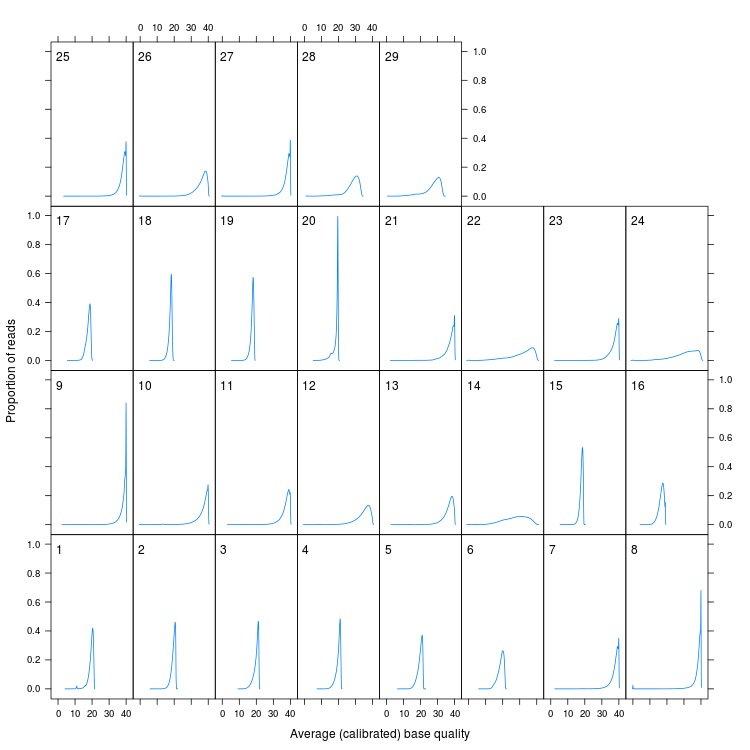 0 10 20 30 40 0 10 20 30 40
25 26 27 28 29 1.0
0.8
0.6
0.4
0.2
0.0
17 18 19 20 21 22 23 24
1.0
0.8
0.6
0.4
0.2
0.0
9 10 11 12 13 14 15 16 1.0
0.8
0.6
0.4
0.2
0.0
1 2 3 4 5 6 7 8
1.0
0.8
0.6
0.4
0.2
0.0
0 10 20 30 40 0 10 20 30 40 0 10 20 30 40 0 10 20 30 40
Proportion of reads
Average (calibrated) base quality